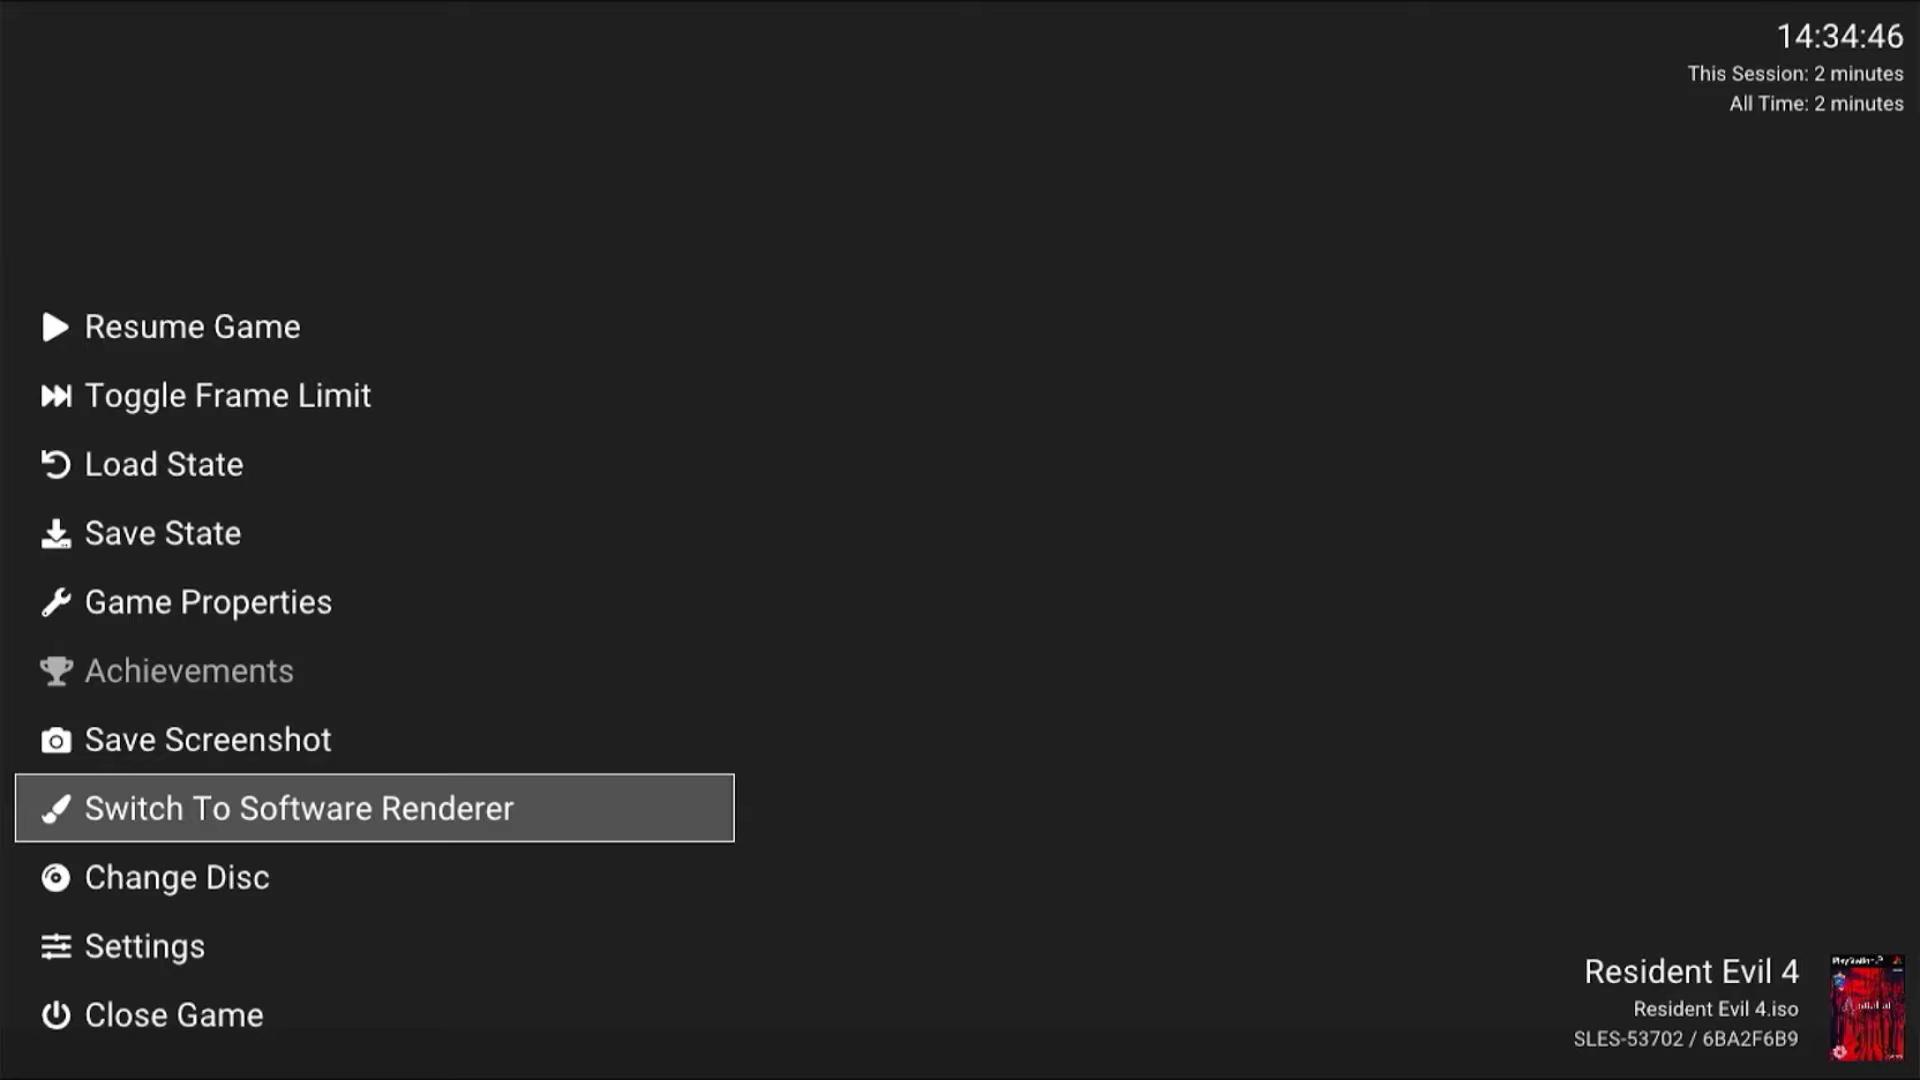 14:34:46
This Session: 2 minutes
All Time: 2 minutes
Resume Game
Toggle Frame Limit
Load State
Save State
Game Properties
Achievements
Save Screenshot
Switch To Software Renderer
Change Disc
Settings
Close Game
Resident Evil 4
Resident Evil 4.iso
SLES-53702 / 6BA2F6B9